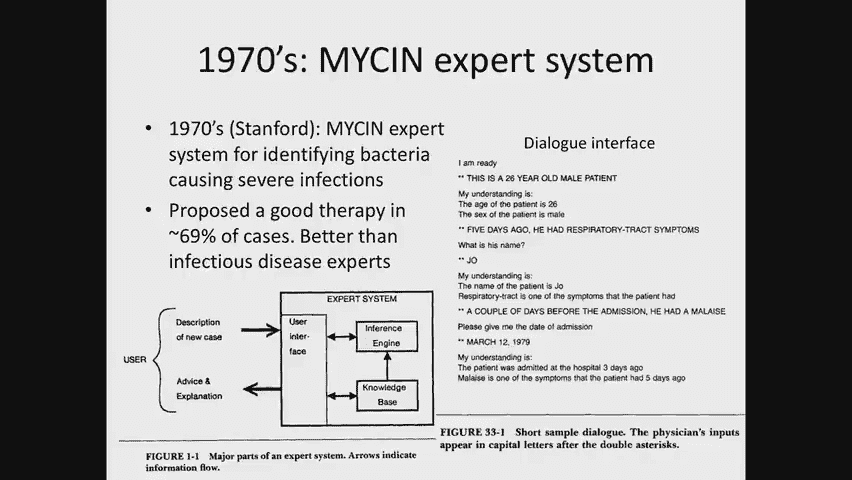 1970's: MYCIN expert system
• 1970's (Stanford): MYCIN expert
system for identifying bacteria
causing severe infections
• Proposed a good therapy in
~69% of cases. Better than
infectious disease experts
EXPERT SYSTEM
USER
Description
of new case
Advice &
Explanation
User
inter-
face
Inference
Engine
Knowledge
Base
FIGURE 1-1 Major parts of an expert system. Arrows indicate
information flow.
Dialogue interface
I am ready
** THIS IS A 26 YEAR OLD MALE PATIENT
My understanding is:
The age of the patient is 26
The sex of the patient is male
** FIVE DAYS AGO, HE HAD RESPIRATORY-TRACT SYMPTOMS
What is his name?
** JO
My understanding is:
The name of the patient is Jo
Respiratory-tract is one of the symptoms that the patient had
** A COUPLE OF DAYS BEFORE THE ADMISSION, HE HAD A MALAISE
Please give me the date of admission
** MARCH 12, 1979
My understanding is:
The patient was admitted at the hospital 3 days ago
Malaise is one of the symptoms that the patient had 5 days ago
FIGURE 33-1 Short sample dialogue. The physician's inputs
appear in capital letters after the double asterisks.